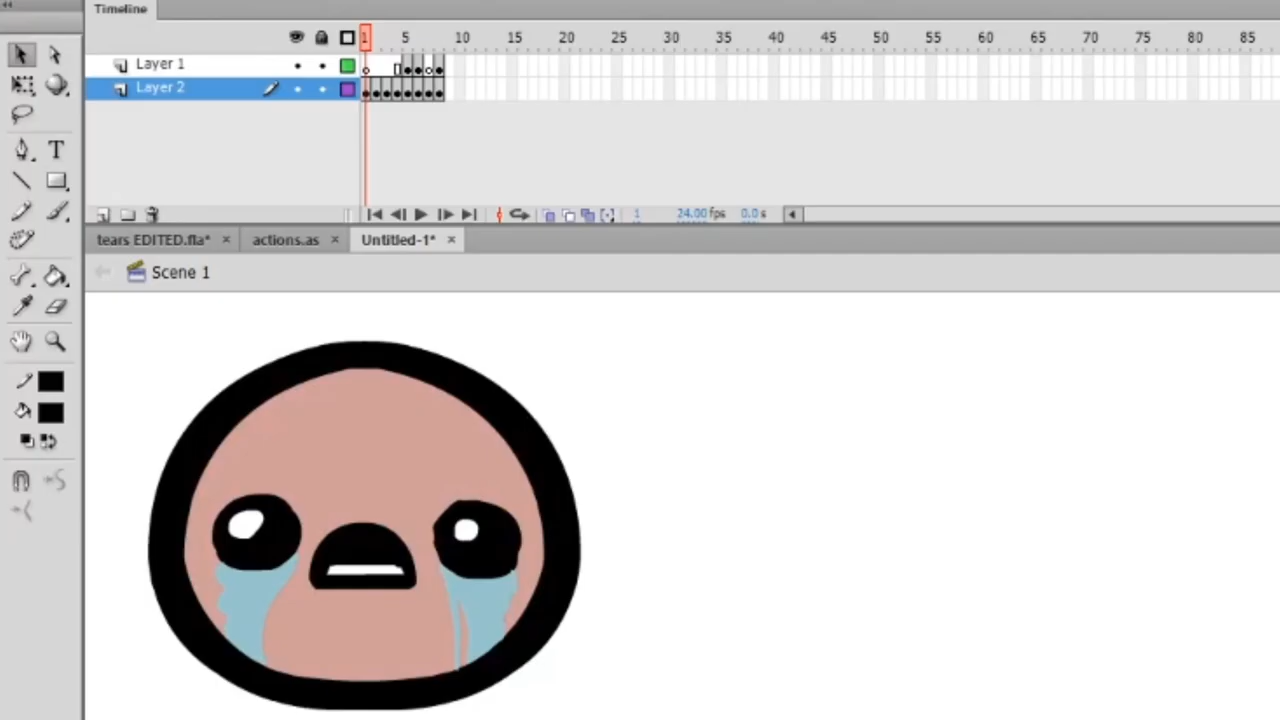 Timeline
1 5 10 15 20 25 30 35 40 45 50 55 60 65 70 75 80 85
Layer 1
Layer 2
1 24.00 fps 0.0 s
tears EDITED.fla* × actions.as × Untitled-1* ×
Scene 1
T